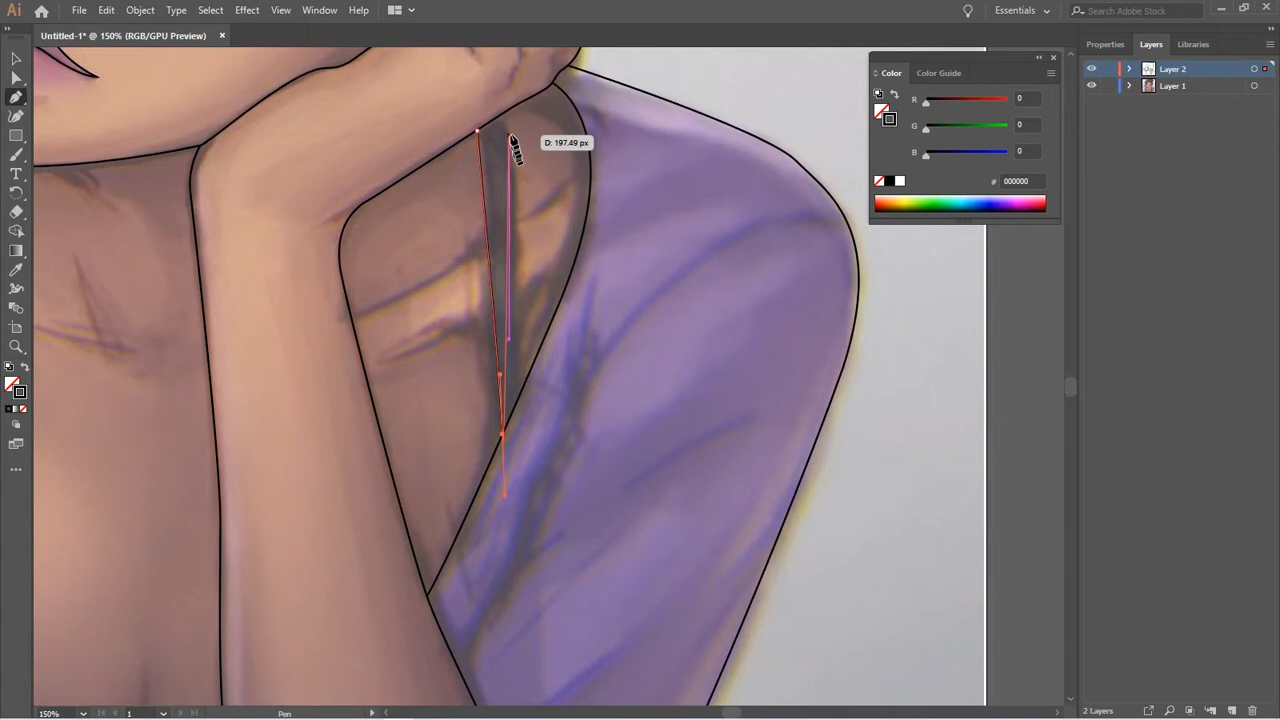 Ai File Edit Object Type Select Effect View Window Help Essentials Search Adobe Stock
Untitled-1* @ 150% (RGB/GPU Preview)
Color Color Guide
R 0
G 0
B 0
# 000000
Properties Layers Libraries
Layer 2
Layer 1
D: 197.49 px
150% 1 Pen
2 Layers